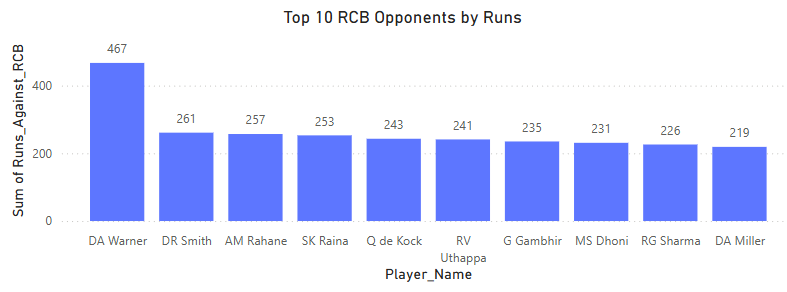 Top 10 RCB Opponents by Runs
Sum of Runs_Against_RCB
400
200
0
467
261
257
253
243
241
235
231
226
219
DA Warner
DR Smith
AM Rahane
SK Raina
Q de Kock
RV
Uthappa
G Gambhir
MS Dhoni
RG Sharma
DA Miller
Player_Name